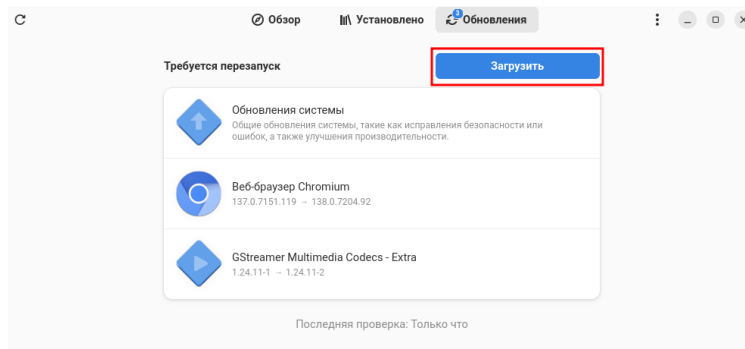 Обзор
Установлено
3
Обновления
Требуется перезапуск
Загрузить
Обновления системы
Общие обновления системы, такие как исправления безопасности или
ошибок, а также улучшения производительности.
Веб-браузер Chromium
137.0.7151.119 → 138.0.7204.92
GStreamer Multimedia Codecs - Extra
1.24.11-1 → 1.24.11-2
Последняя проверка: Только что